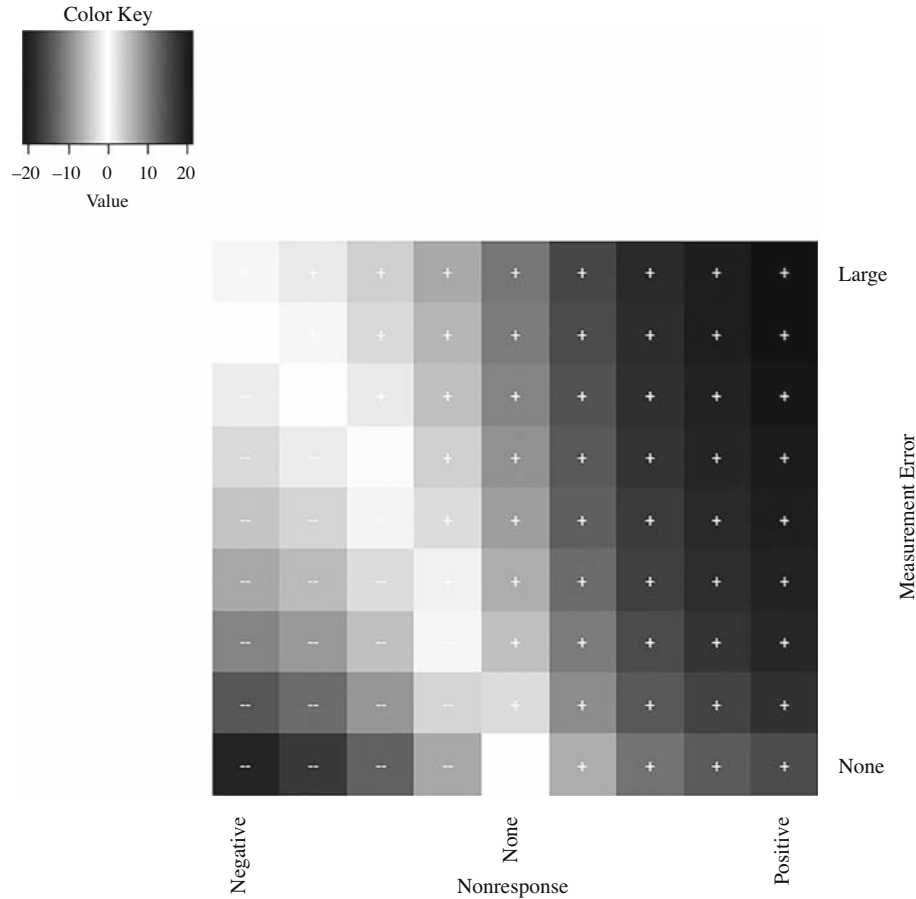 Color Key
–20 –10 0 10 20
Value
+ + + + + + + + Large
+ + + + + + + +
– + + + + + + +
-- – + + + + + +
-- -- – + + + + + +
-- -- -- + + + + + +
-- -- -- – + + + + +
-- -- -- -- + + + + +
-- -- -- -- + + + + None
Measurement Error
Negative None Positive
Nonresponse